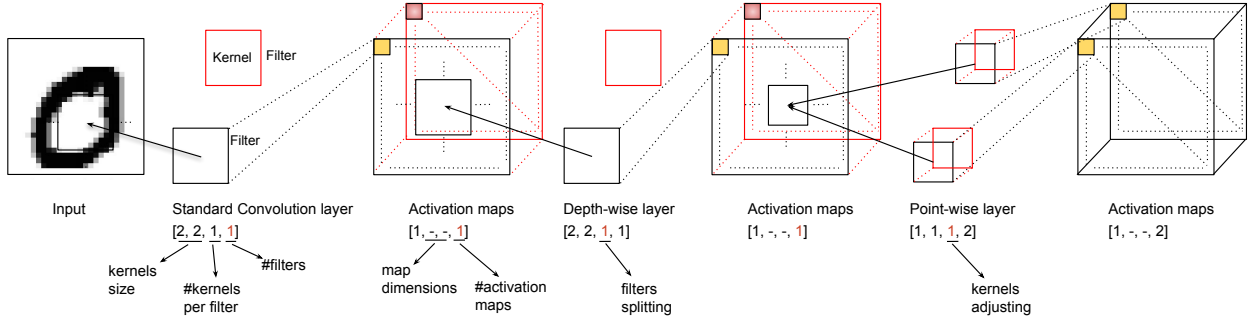 Kernel
Filter
Filter
Input
Standard Convolution layer
Activation maps
Depth-wise layer
Activation maps
Point-wise layer
Activation maps
[2, 2, 1, 1]
[1, -, -, 1]
[2, 2, 1, 1]
[1, -, -, 1]
[1, 1, 1, 2]
[1, -, -, 2]
kernels
size
#kernels
per filter
#filters
map
dimensions
#activation
maps
filters
splitting
kernels
adjusting